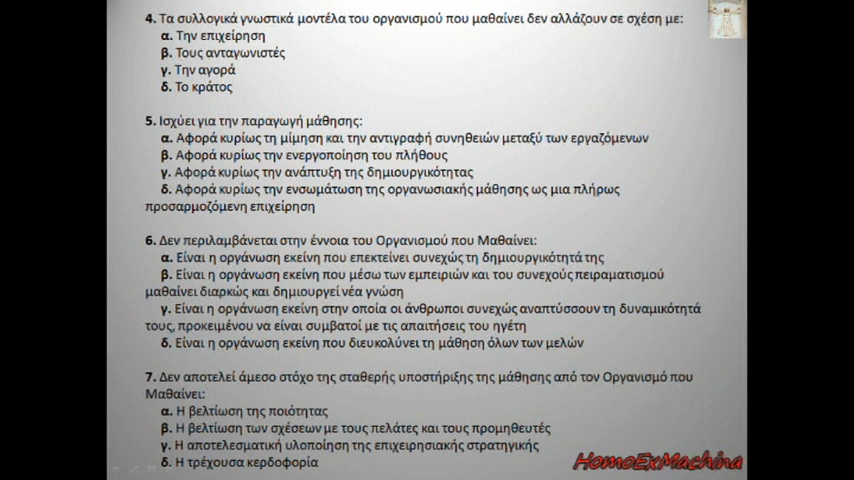 4. Τα συλλογικά γνωστικά μοντέλα του οργανισμού που μαθαίνει δεν αλλάζουν σε σχέση με:
α. Την επιχείρηση
β. Τους ανταγωνιστές
γ. Την αγορά
δ. Το κράτος
5. Ισχύει για την παραγωγή μάθησης:
α. Αφορά κυρίως τη μίμηση και την αντιγραφή συνηθειών μεταξύ των εργαζόμενων
β. Αφορά κυρίως την ενεργοποίηση του πλήθους
γ. Αφορά κυρίως την ανάπτυξη της δημιουργικότητας
δ. Αφορά κυρίως την ενσωμάτωση της οργανωσιακής μάθησης ως μια πλήρως
προσαρμοζόμενη επιχείρηση
6. Δεν περιλαμβάνεται στην έννοια του Οργανισμού που Μαθαίνει:
α. Είναι η οργάνωση εκείνη που επεκτείνει συνεχώς τη δημιουργικότητά της
β. Είναι η οργάνωση εκείνη που μέσω των εμπειριών και του συνεχούς πειραματισμού
μαθαίνει διαρκώς και δημιουργεί νέα γνώση
γ. Είναι η οργάνωση εκείνη στην οποία οι άνθρωποι συνεχώς αναπτύσσουν τη δυναμικότητά
τους, προκειμένου να είναι συμβατοί με τις απαιτήσεις του ηγέτη
δ. Είναι η οργάνωση εκείνη που διευκολύνει τη μάθηση όλων των μελών
7. Δεν αποτελεί άμεσο στόχο της σταθερής υποστήριξης της μάθησης από τον Οργανισμό που
Μαθαίνει:
α. Η βελτίωση της ποιότητας
β. Η βελτίωση των σχέσεων με τους πελάτες και τους προμηθευτές
γ. Η αποτελεσματική υλοποίηση της επιχειρησιακής στρατηγικής
δ. Η τρέχουσα κερδοφορία
HomoExMachina